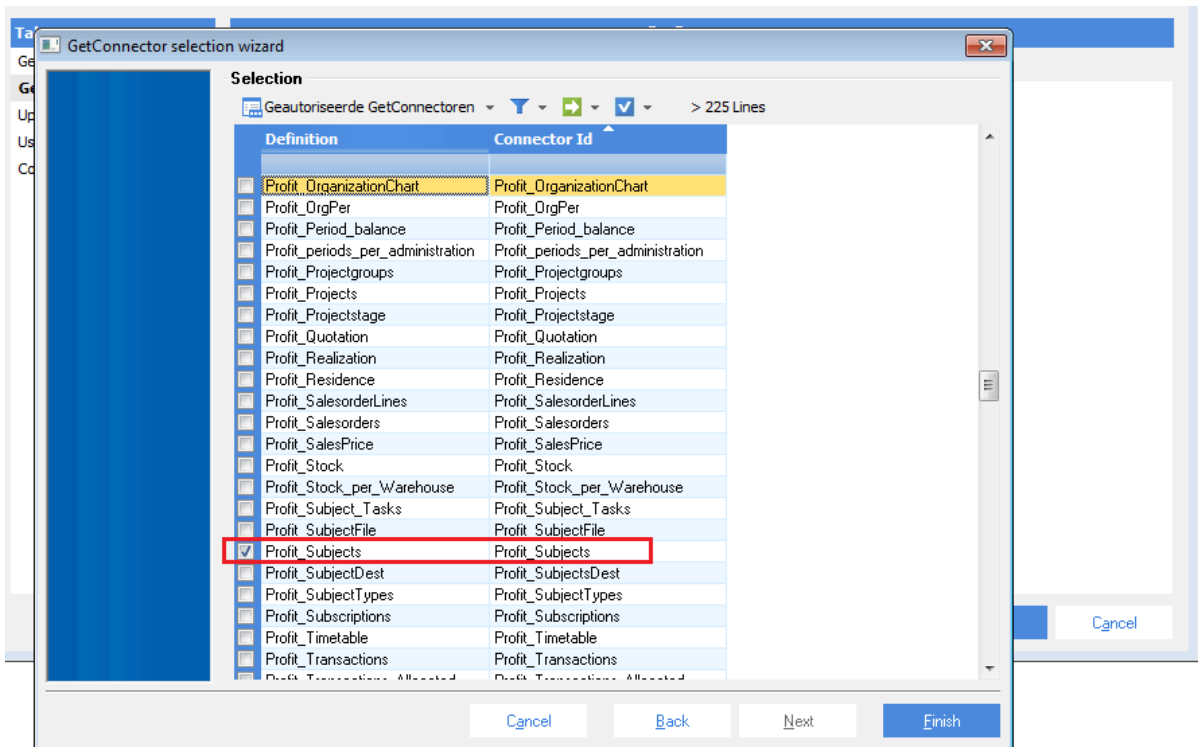 GetConnector selection wizard
Selection
Geautoriseerde GetConnectoren > 225 Lines
Definition Connector Id
Profit_OrganizationChart Profit_OrganizationChart
Profit_OrgPer Profit_OrgPer
Profit_Period_balance Profit_Period_balance
Profit_periods_per_administration Profit_periods_per_administration
Profit_Projectgroups Profit_Projectgroups
Profit_Projects Profit_Projects
Profit_Projectstage Profit_Projectstage
Profit_Quotation Profit_Quotation
Profit_Realization Profit_Realization
Profit_Residence Profit_Residence
Profit_SalesorderLines Profit_SalesorderLines
Profit_Salesorders Profit_Salesorders
Profit_SalesPrice Profit_SalesPrice
Profit_Stock Profit_Stock
Profit_Stock_per_Warehouse Profit_Stock_per_Warehouse
Profit_Subject_Tasks Profit_Subject_Tasks
Profit_SubjectFile Profit_SubjectFile
Profit_Subjects Profit_Subjects
Profit_SubjectDest Profit_SubjectsDest
Profit_SubjectTypes Profit_SubjectTypes
Profit_Subscriptions Profit_Subscriptions
Profit_Timetable Profit_Timetable
Profit_Transactions Profit_Transactions
Cancel
Cancel Back Next Finish